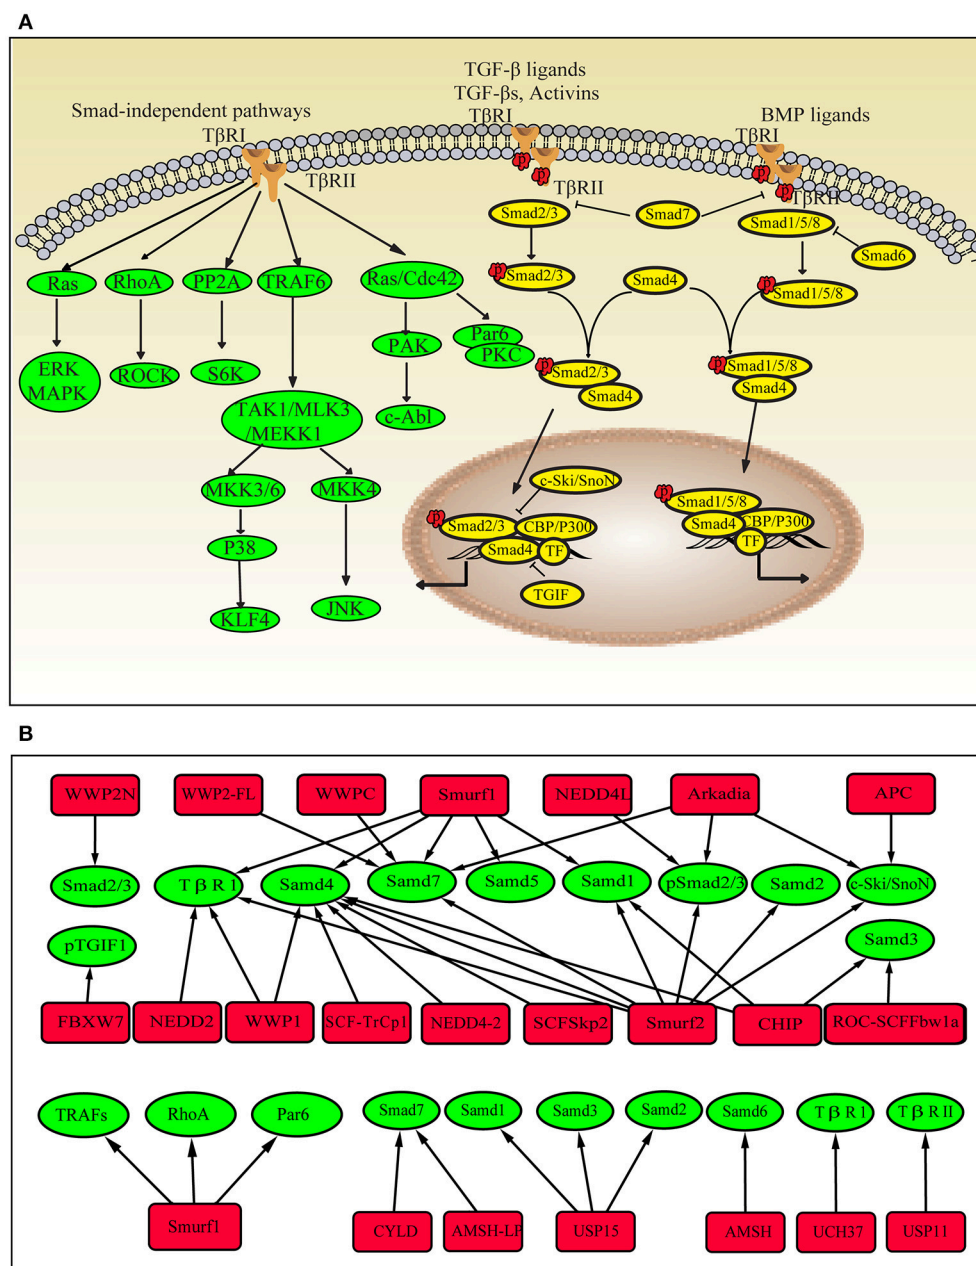 A
TGF-β ligands
TGF-βs, Activins
Smad-independent pathways
TβRI
BMP ligands
TβRI
TβRI
TβRII
TβRII
TβRII
p
p
p
p
Smad2/3
Smad7
Smad1/5/8
Smad6
Ras
RhoA
PP2A
TRAF6
Ras/Cdc42
p
Smad2/3
Smad4
p
Smad1/5/8
PAK
Par6
PKC
ERK
MAPK
ROCK
S6K
p
Smad2/3
Smad4
p
Smad1/5/8
Smad4
TAK1/MLK3
/MEKK1
c-Abl
MKK3/6
MKK4
c-Ski/SnoN
p
Smad1/5/8
Smad4
CBP/P300
TF
p
Smad2/3
CBP/P300
Smad4
TF
P38
TGIF
KLF4
JNK
B
WWP2N
WWP2-FL
WWPC
Smurf1
NEDD4L
Arkadia
APC
Smad2/3
TβR1
Samd4
Samd7
Samd5
Samd1
pSmad2/3
Samd2
c-Ski/SnoN
pTGIF1
Samd3
FBXW7
NEDD2
WWP1
SCF-TrCp1
NEDD4-2
SCFSkp2
Smurf2
CHIP
ROC-SCFFbw1a
TRAFs
RhoA
Par6
Smad7
Samd1
Samd3
Samd2
Samd6
TβR1
TβRII
Smurf1
CYLD
AMSH-LP
USP15
AMSH
UCH37
USP11